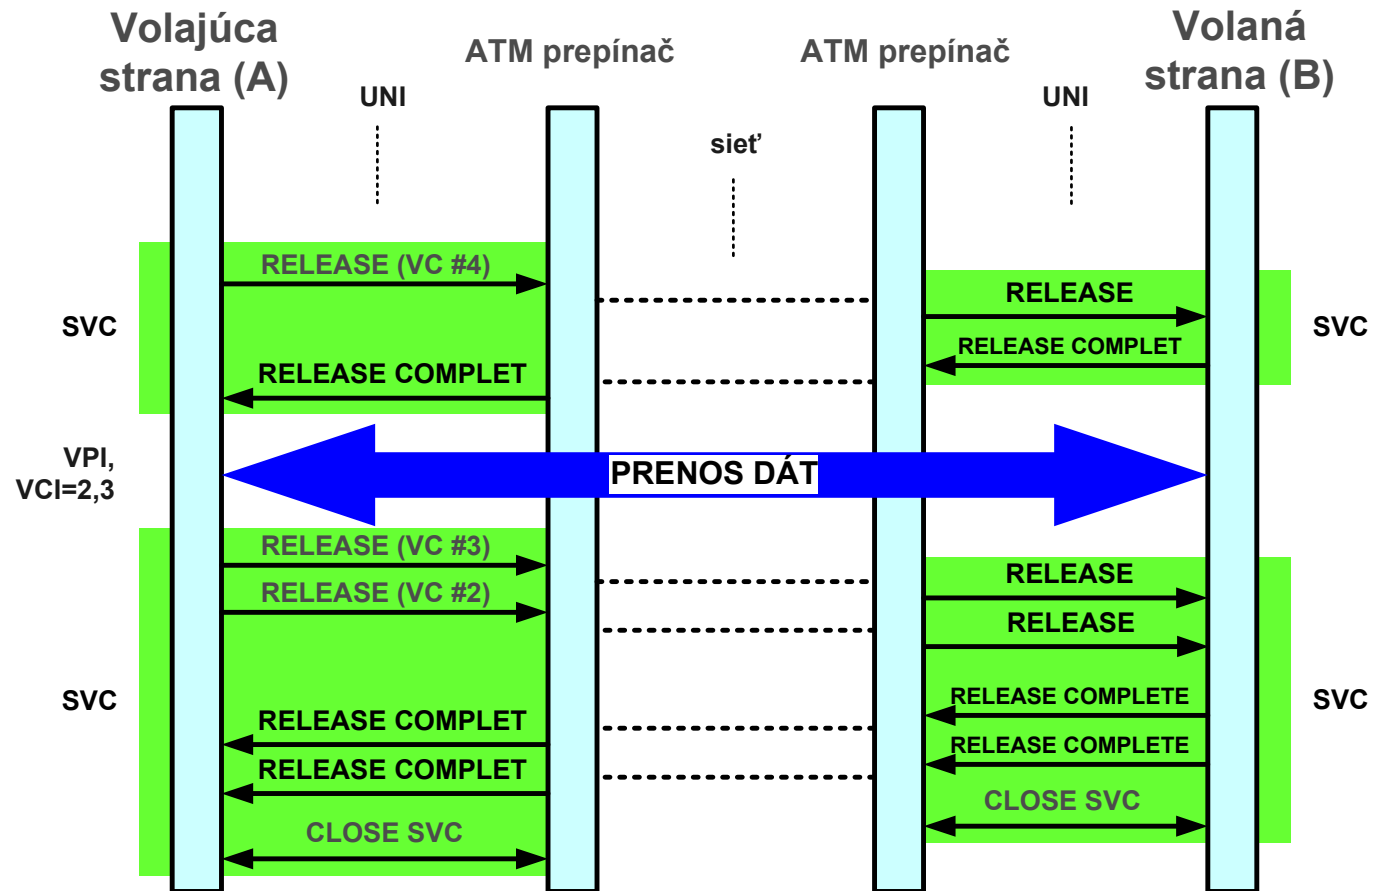 Volajúca
strana (A)
ATM prepínač
ATM prepínač
Volaná
strana (B)
UNI
UNI
sieť
RELEASE (VC #4)
RELEASE
SVC
SVC
RELEASE COMPLET
RELEASE COMPLET
VPI,
VCI=2,3
PRENOS DÁT
RELEASE (VC #3)
RELEASE
RELEASE (VC #2)
RELEASE
SVC
RELEASE COMPLETE
SVC
RELEASE COMPLET
RELEASE COMPLETE
RELEASE COMPLET
CLOSE SVC
CLOSE SVC